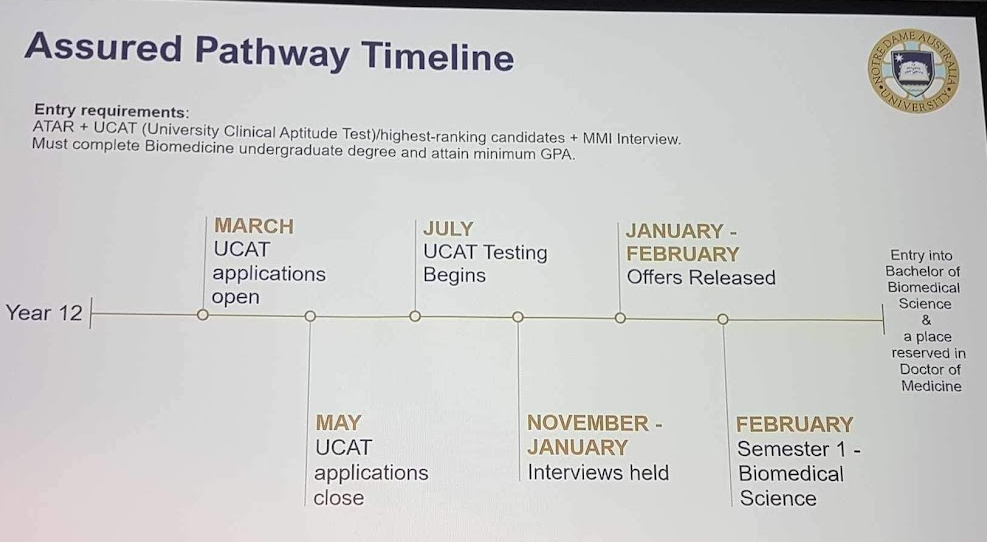 Assured Pathway Timeline
NOTRE DAME AUSTRALIA
UNIVERSITY
Entry requirements:
ATAR + UCAT (University Clinical Aptitude Test)/highest-ranking candidates + MMI Interview.
Must complete Biomedicine undergraduate degree and attain minimum GPA.
Year 12
MARCH
UCAT
applications
open
MAY
UCAT
applications
close
JULY
UCAT Testing
Begins
NOVEMBER -
JANUARY
Interviews held
JANUARY -
FEBRUARY
Offers Released
FEBRUARY
Semester 1 -
Biomedical
Science
Entry into
Bachelor of
Biomedical
Science
&
a place
reserved in
Doctor of
Medicine